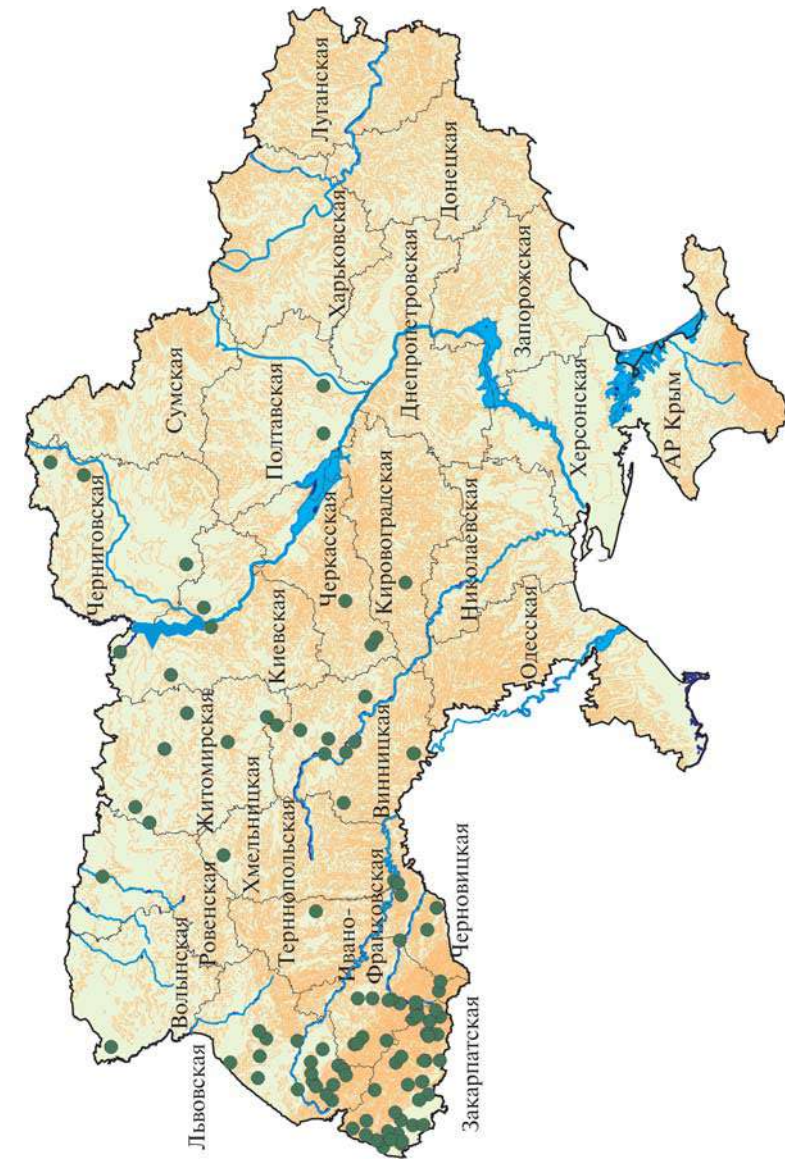 Волынская
Ровенская
Житомирская
Черниговская
Сумская
Львовская
Тернопольская
Хмельницкая
Киевская
Полтавская
Харьковская
Луганская
Ивано-
Франковская
Винницкая
Черкасская
Закарпатская
Черновицкая
Кировоградская
Днепропетровская
Донецкая
Николаевская
Запорожская
Одесская
Херсонская
АР Крым